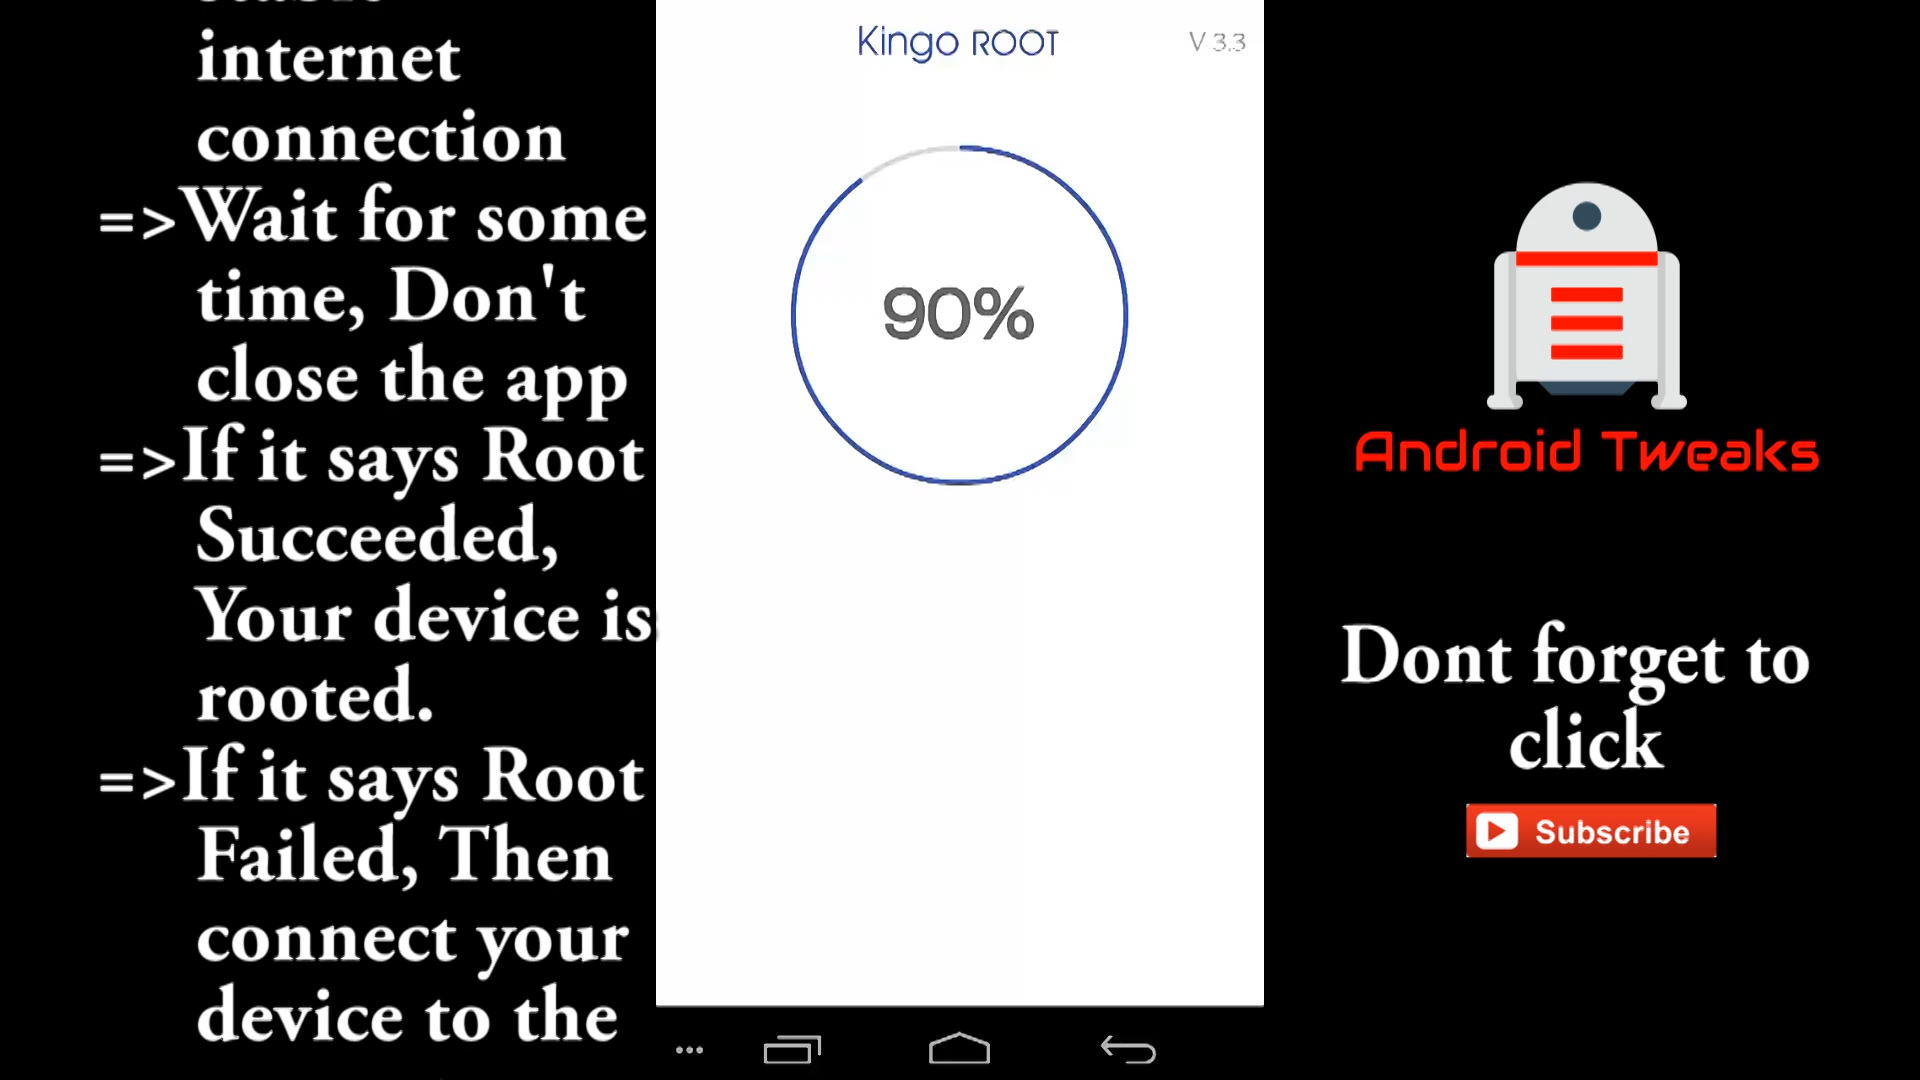 internet
connection
=>Wait for some
time, Don't
close the app
=>If it says Root
Succeeded,
Your device is
rooted.
=>If it says Root
Failed, Then
connect your
device to the
Kingo ROOT
V 3.3
90%
Android Tweaks
Dont forget to
click
Subscribe